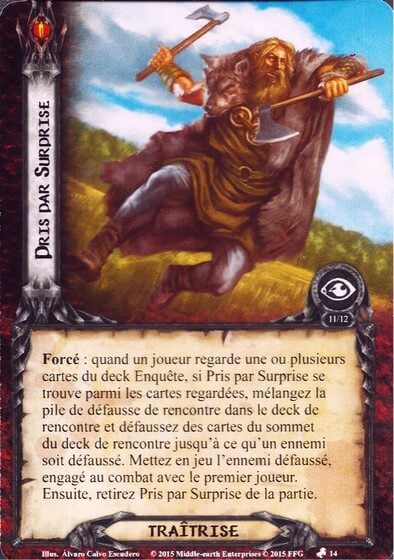 Pris par Surprise
11/12
Forcé : quand un joueur regarde une ou plusieurs
cartes du deck Enquête, si Pris par Surprise se
trouve parmi les cartes regardées, mélangez la
pile de défausse de rencontre dans le deck de
rencontre et défaussez des cartes du sommet
du deck de rencontre jusqu'à ce qu'un ennemi
soit défaussé. Mettez en jeu l'ennemi défaussé,
engagé au combat avec le premier joueur.
Ensuite, retirez Pris par Surprise de la partie.
TRAÎTRISE
Illus. Álvaro Calvo Escudero © 2015 Middle-earth Enterprises © 2015 FFG 14